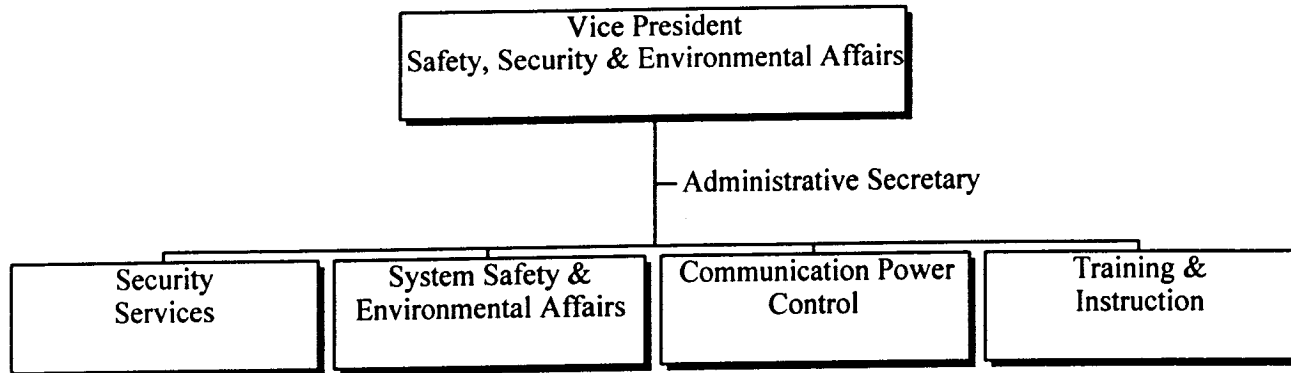 Vice President
Safety, Security & Environmental Affairs
Administrative Secretary
Security
Services
System Safety &
Environmental Affairs
Communication Power
Control
Training &
Instruction